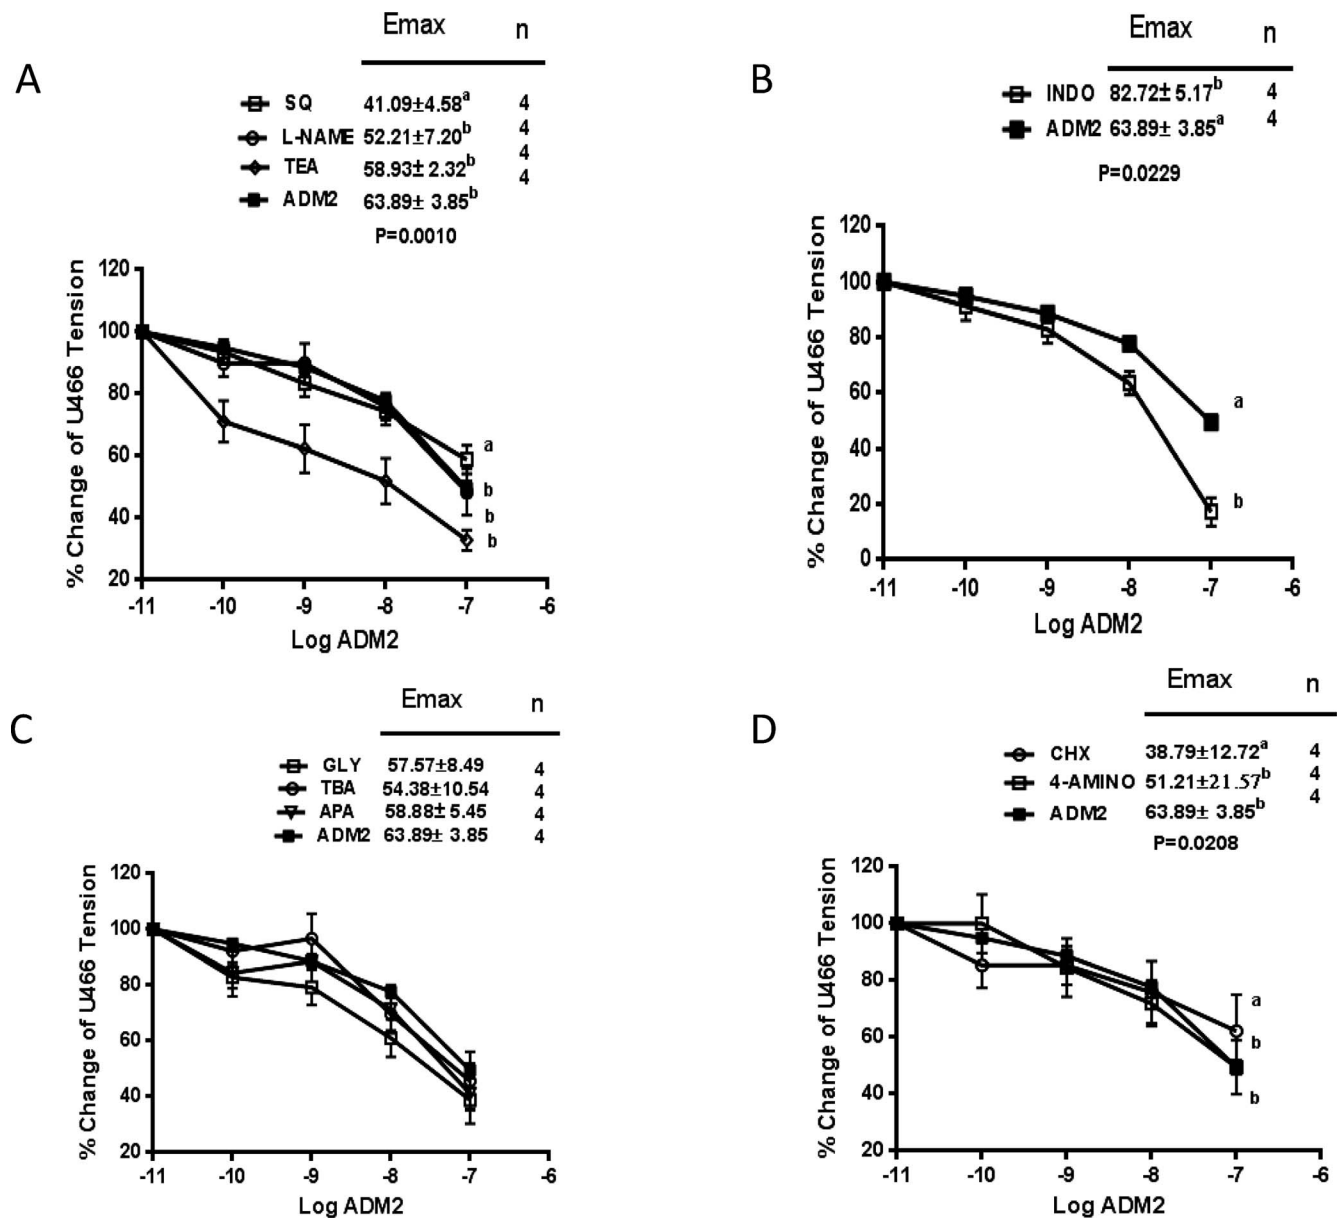 A
Emax n
SQ 41.09±4.58a 4
L-NAME 52.21±7.20b 4
TEA 58.93±2.32b 4
ADM2 63.89± 3.85b 4
P=0.0010
% Change of U466 Tension
120
100
80
60
40
20
a
b
b
b
-11 -10 -9 -8 -7 -6
Log ADM2
B
Emax n
INDO 82.72± 5.17b 4
ADM2 63.89± 3.85a 4
P=0.0229
% Change of U466 Tension
120
100
80
60
40
20
0
a
b
-11 -10 -9 -8 -7 -6
Log ADM2
C
Emax n
GLY 57.57±8.49 4
TBA 54.38±10.54 4
APA 58.88± 5.45 4
ADM2 63.89± 3.85 4
% Change of U466 Tension
120
100
80
60
40
20
-11 -10 -9 -8 -7 -6
Log ADM2
D
Emax n
CHX 38.79±12.72a 4
4-AMINO 51.21±21.57b 4
ADM2 63.89± 3.85b 4
P=0.0208
% Change of U466 Tension
120
100
80
60
40
20
a
b
b
-11 -10 -9 -8 -7 -6
Log ADM2